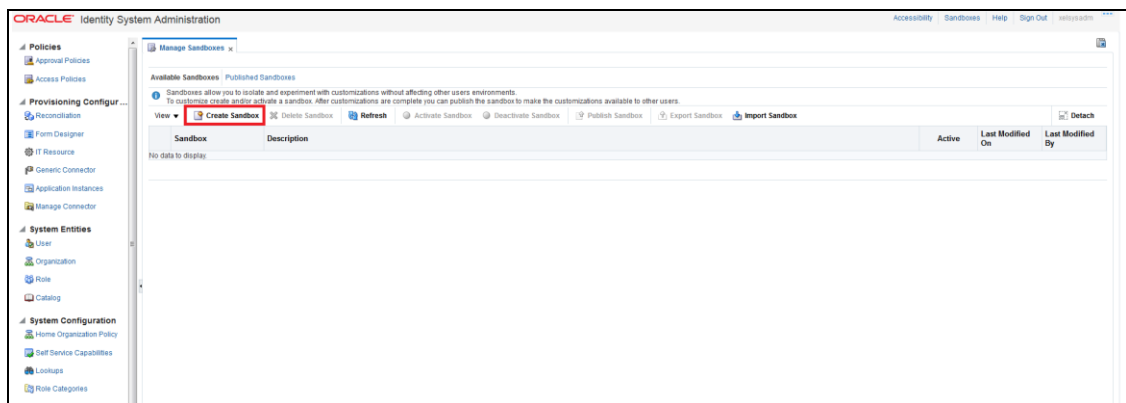 ORACLE Identity System Administration
Accessibility Sandboxes Help Sign Out xelsysadm
Policies
Approval Policies
Access Policies
Provisioning Configur...
Reconciliation
Form Designer
IT Resource
Generic Connector
Application Instances
Manage Connector
System Entities
User
Organization
Role
Catalog
System Configuration
Home Organization Policy
Self Service Capabilities
Lookups
Role Categories
Manage Sandboxes x
Available Sandboxes Published Sandboxes
Sandboxes allow you to isolate and experiment with customizations without affecting other users environments.
To customize create and/or activate a sandbox. After customizations are complete you can publish the sandbox to make the customizations available to other users.
View Create Sandbox Delete Sandbox Refresh Activate Sandbox Deactivate Sandbox Publish Sandbox Export Sandbox Import Sandbox Detach
Sandbox Description Active Last Modified On Last Modified By
No data to display.